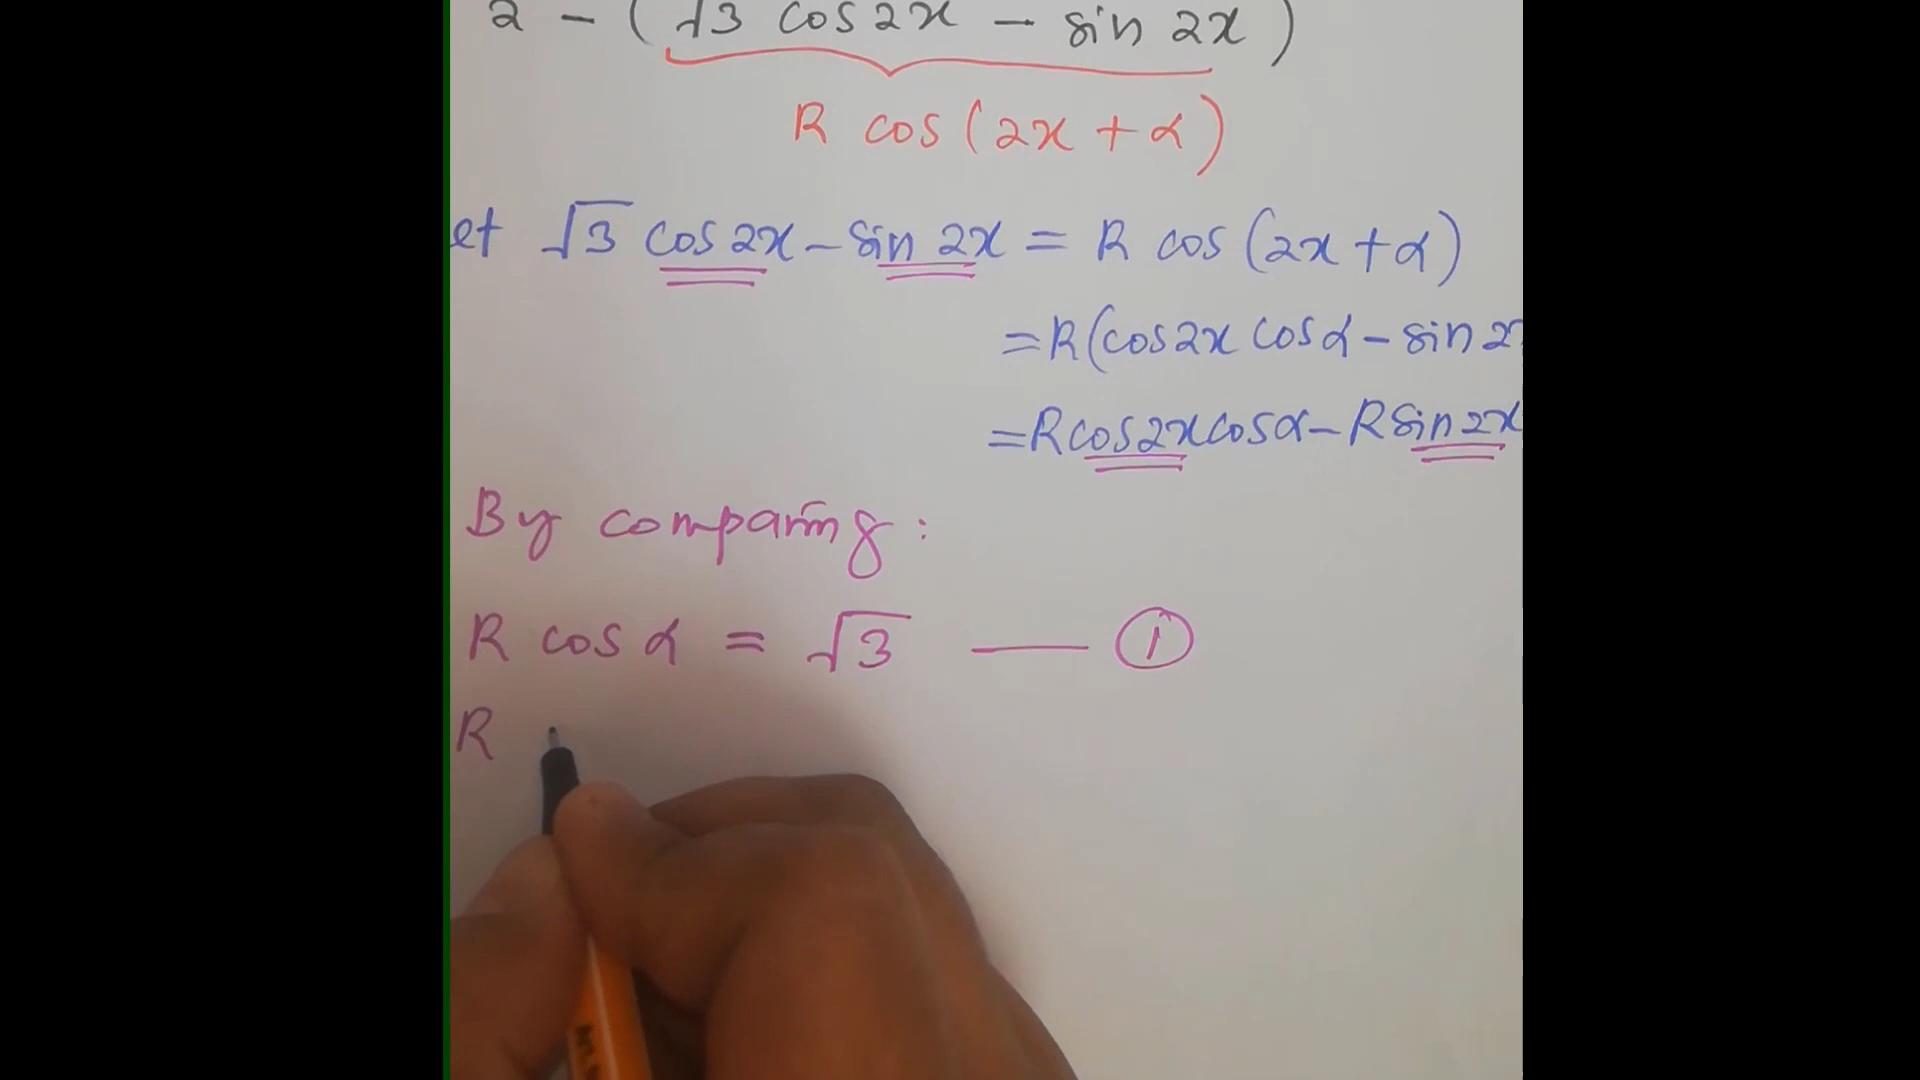 2 - (√3 cos 2x - sin 2x)
R cos (2x + α)
et √3 cos 2x - sin 2x = R cos (2x + α)
= R (cos 2x cos α - sin 2
= R cos 2x cos α - R sin 2x
By comparing :
R cos α = √3 — ①
R